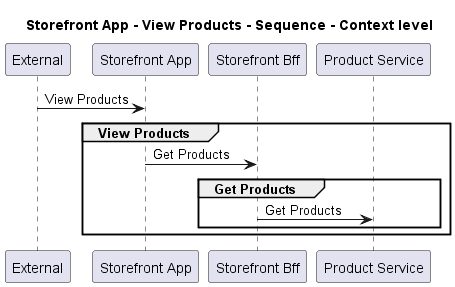 Storefront App - View Products - Sequence - Context level
External Storefront App Storefront Bff Product Service
View Products
View Products
Get Products
Get Products
Get Products
External Storefront App Storefront Bff Product Service